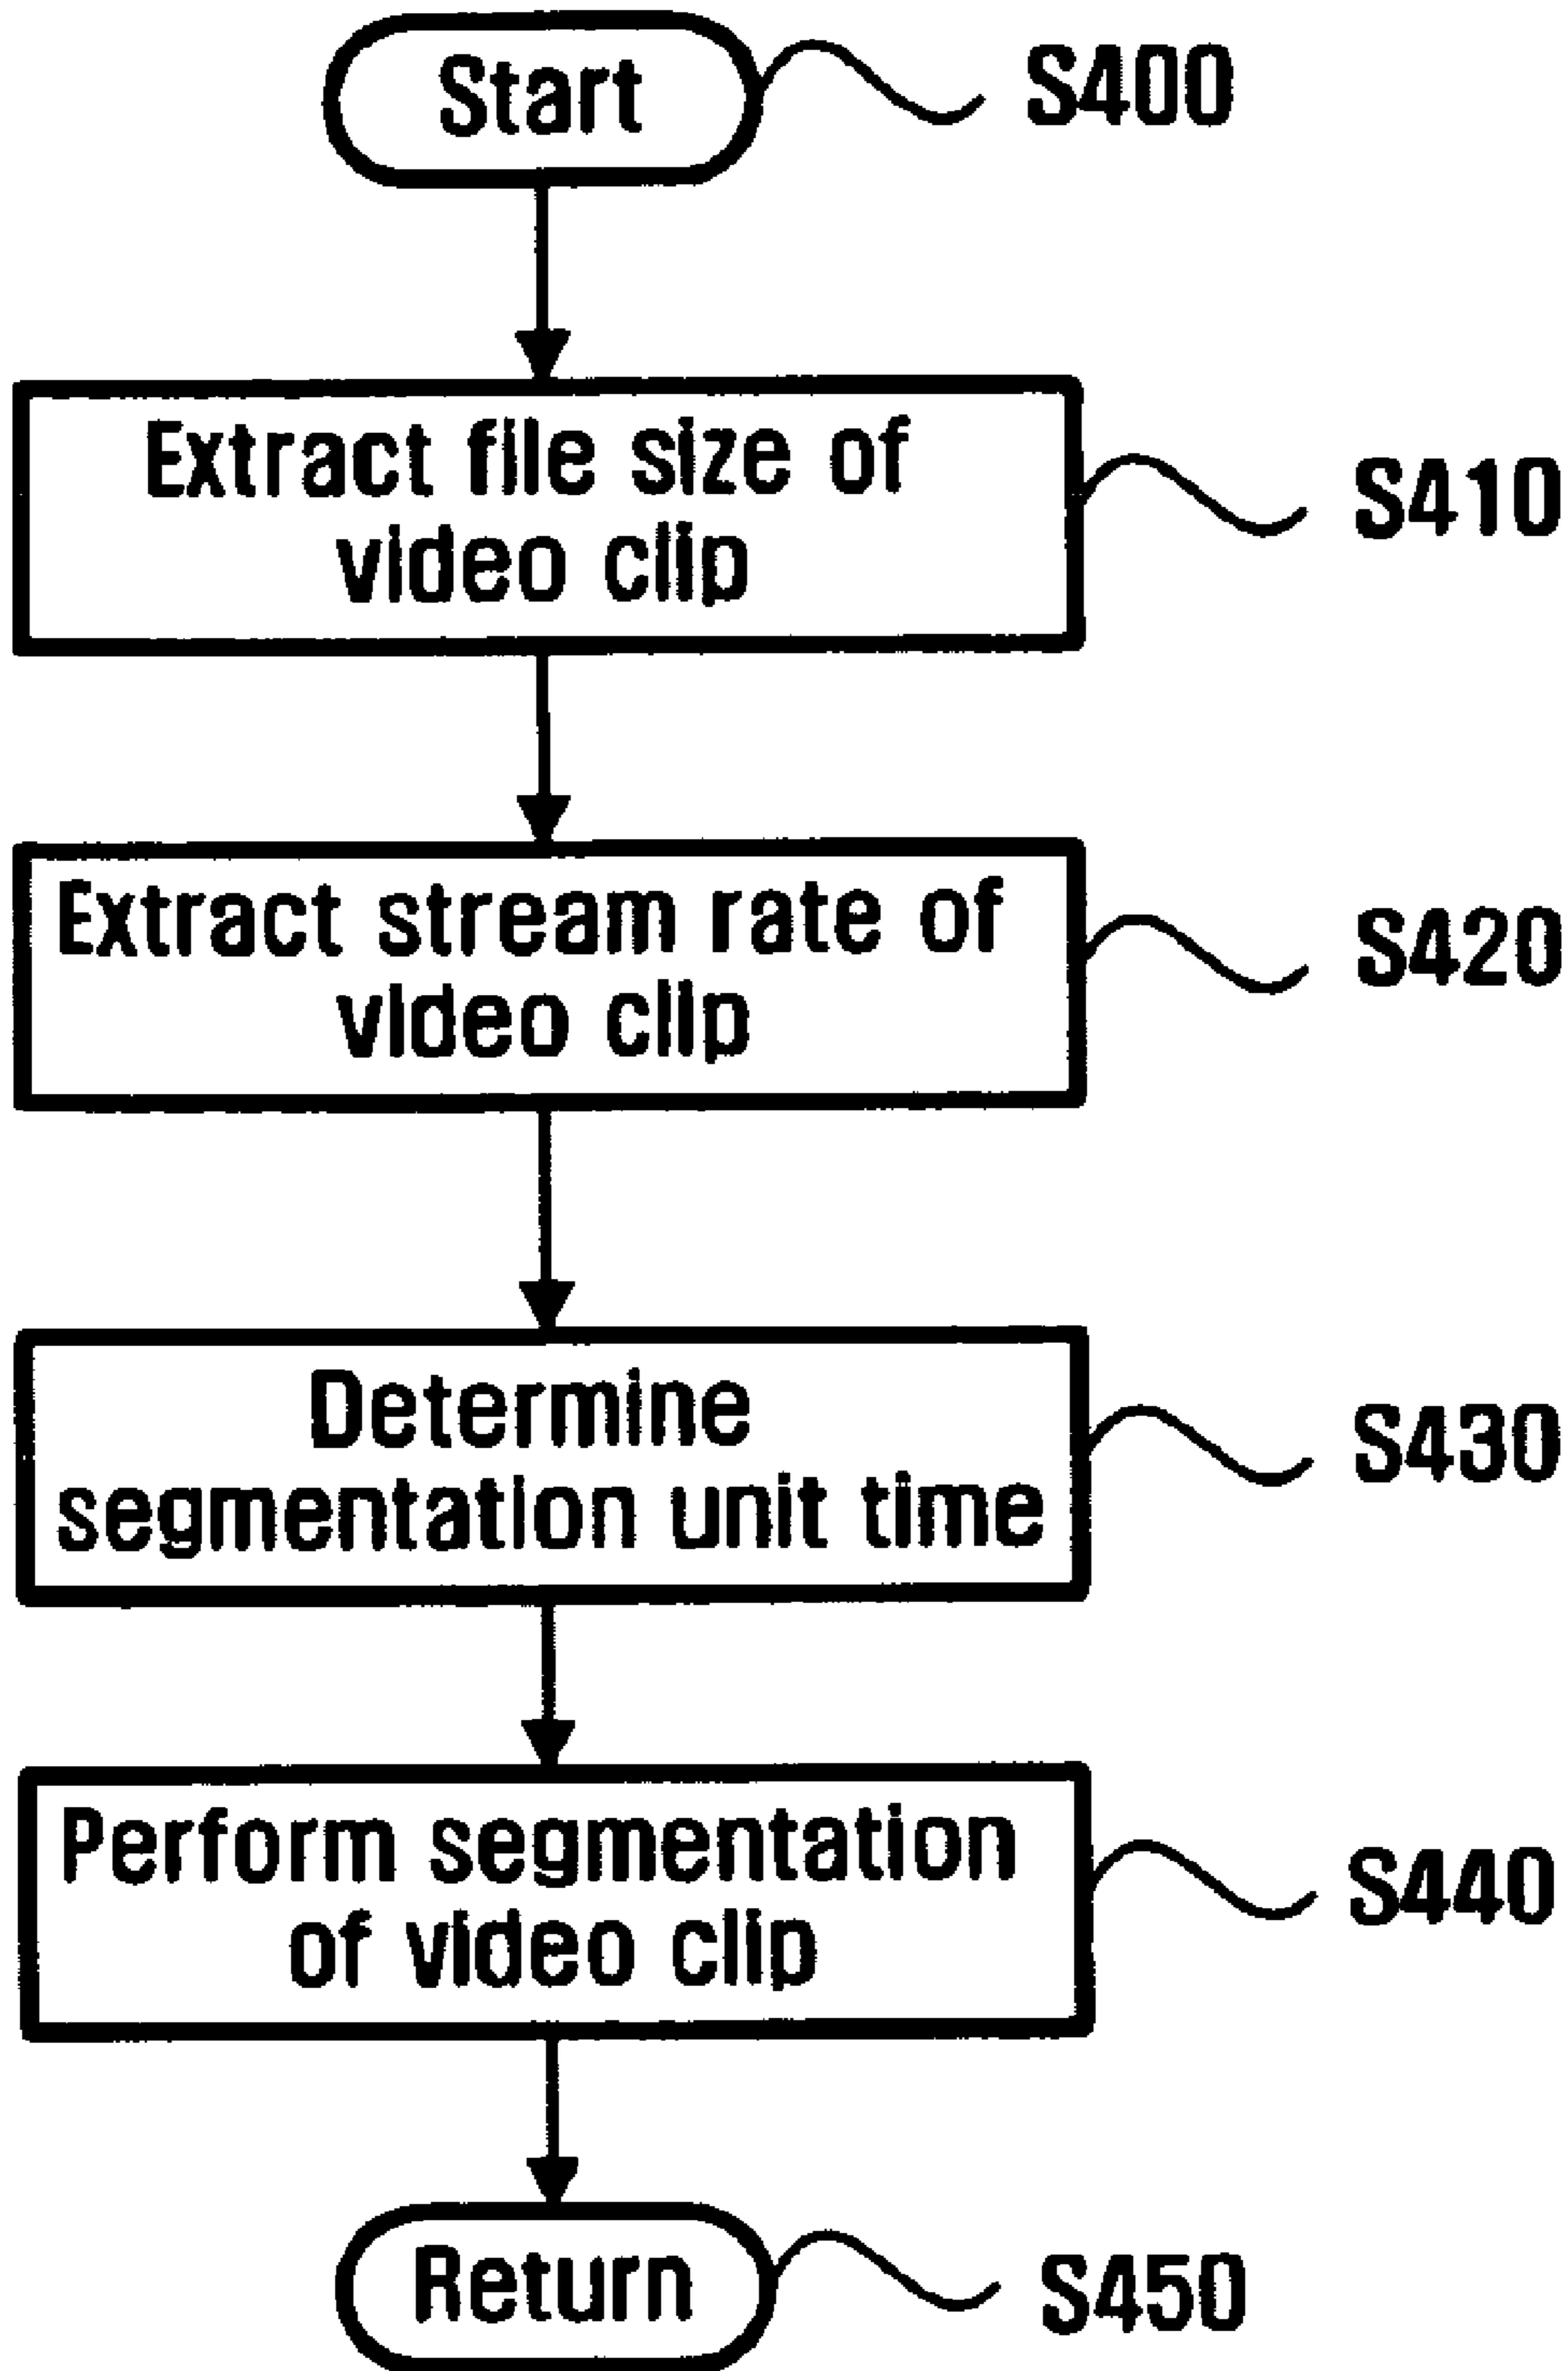 Start
S400
Extract file size of
video clip
S410
Extract stream rate of
video clip
S420
Determine
segmentation unit time
S430
Perform segmentation
of video clip
S440
Return
S450